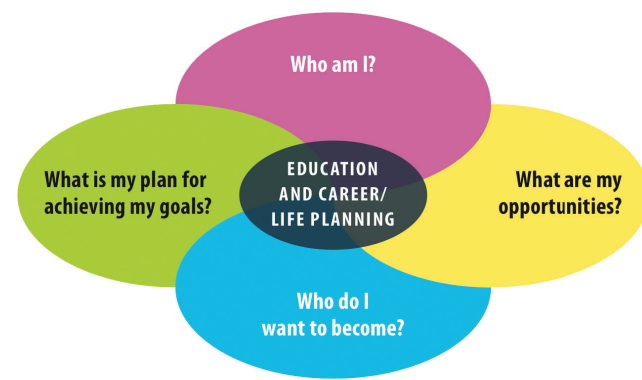 Who am I?
What is my plan for
achieving my goals?
EDUCATION
AND CAREER/
LIFE PLANNING
What are my
opportunities?
Who do I
want to become?